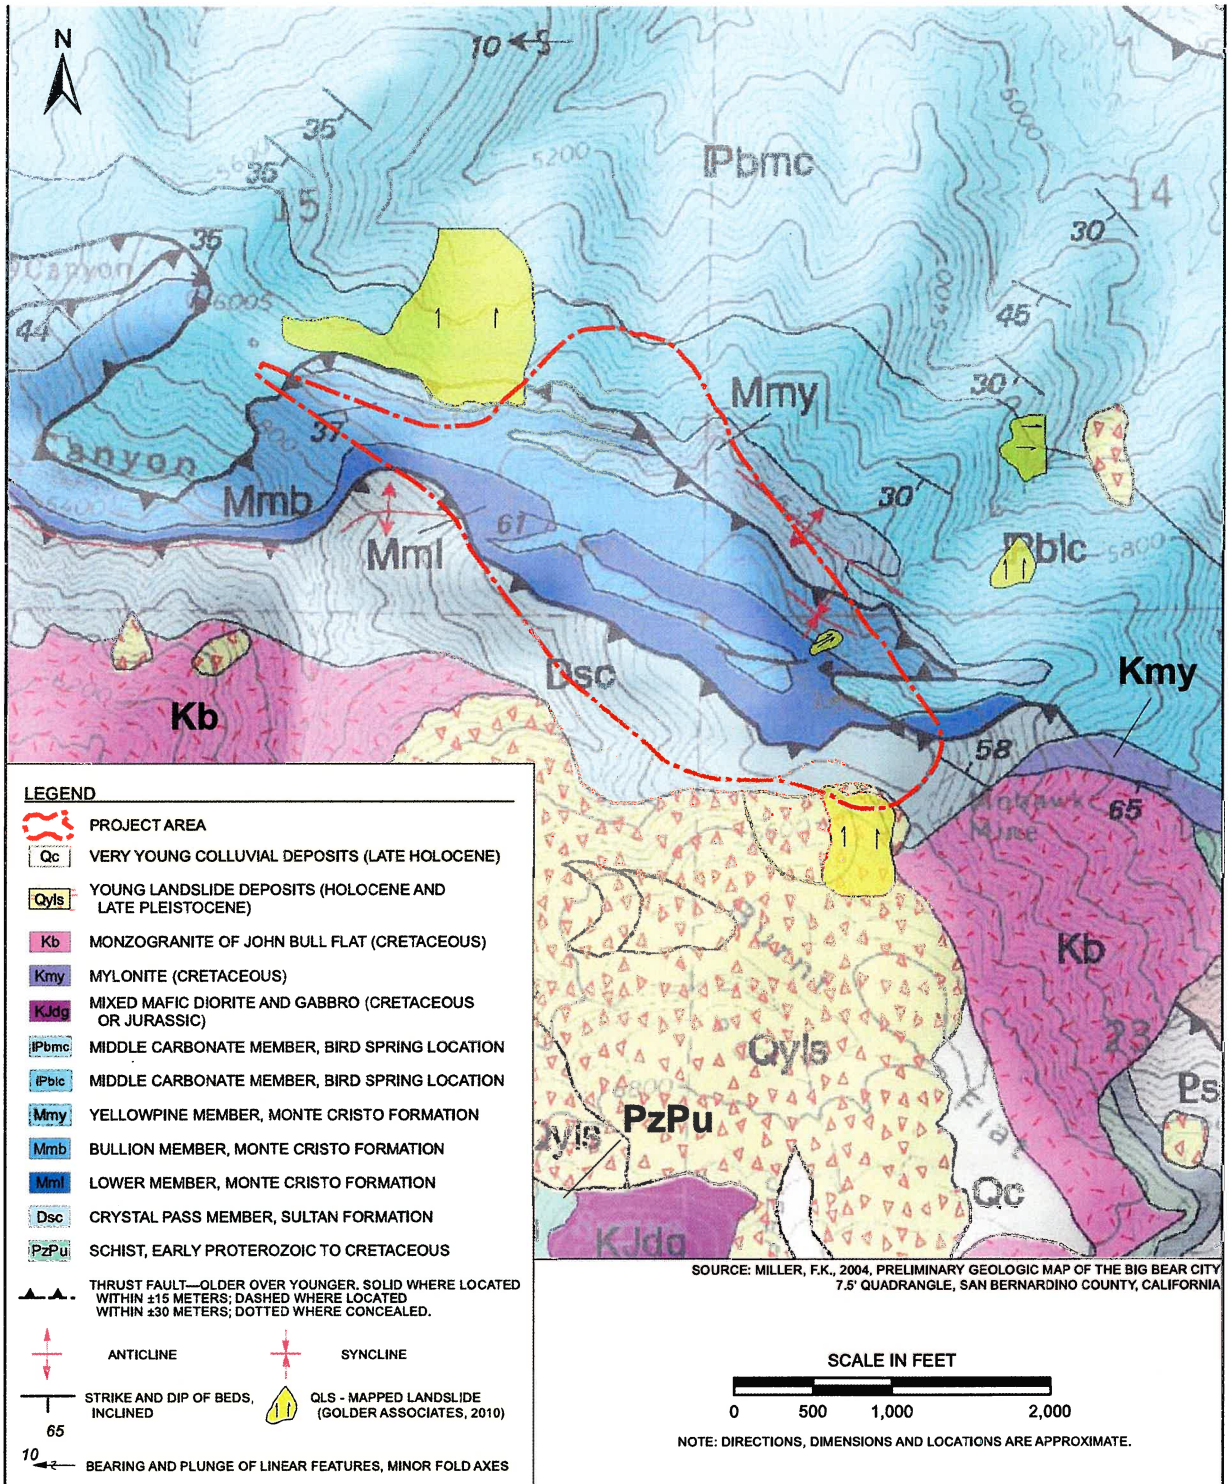 N
10
5
35
35
5600
5200
5000
IPbmc
15
14
30
35
Canyon
6000
5400
45
44
30
Mmy
37
800
Canyon
Mmb
5400
30
61
Mml
IPblc
5800
Dsc
Kmy
Kb
6200
58
Mohawk
Mine
65
Kb
23
Qyls
6800
Flat
Ps
Qyls
PzPu
Qc
KJdg
LEGEND
PROJECT AREA
Qc VERY YOUNG COLLUVIAL DEPOSITS (LATE HOLOCENE)
Qyls YOUNG LANDSLIDE DEPOSITS (HOLOCENE AND
LATE PLEISTOCENE)
Kb MONZOGRANITE OF JOHN BULL FLAT (CRETACEOUS)
Kmy MYLONITE (CRETACEOUS)
KJdg MIXED MAFIC DIORITE AND GABBRO (CRETACEOUS
OR JURASSIC)
IPbmc MIDDLE CARBONATE MEMBER, BIRD SPRING LOCATION
IPblc MIDDLE CARBONATE MEMBER, BIRD SPRING LOCATION
Mmy YELLOWPINE MEMBER, MONTE CRISTO FORMATION
Mmb BULLION MEMBER, MONTE CRISTO FORMATION
Mml LOWER MEMBER, MONTE CRISTO FORMATION
Dsc CRYSTAL PASS MEMBER, SULTAN FORMATION
PzPu SCHIST, EARLY PROTEROZOIC TO CRETACEOUS
THRUST FAULT—OLDER OVER YOUNGER. SOLID WHERE LOCATED
WITHIN ±15 METERS; DASHED WHERE LOCATED
WITHIN ±30 METERS; DOTTED WHERE CONCEALED.
ANTICLINE
SYNCLINE
STRIKE AND DIP OF BEDS,
INCLINED
65
QLS - MAPPED LANDSLIDE
(GOLDER ASSOCIATES, 2010)
10 BEARING AND PLUNGE OF LINEAR FEATURES, MINOR FOLD AXES
SOURCE: MILLER, F.K., 2004, PRELIMINARY GEOLOGIC MAP OF THE BIG BEAR CITY
7.5' QUADRANGLE, SAN BERNARDINO COUNTY, CALIFORNIA
SCALE IN FEET
0 500 1,000 2,000
NOTE: DIRECTIONS, DIMENSIONS AND LOCATIONS ARE APPROXIMATE.